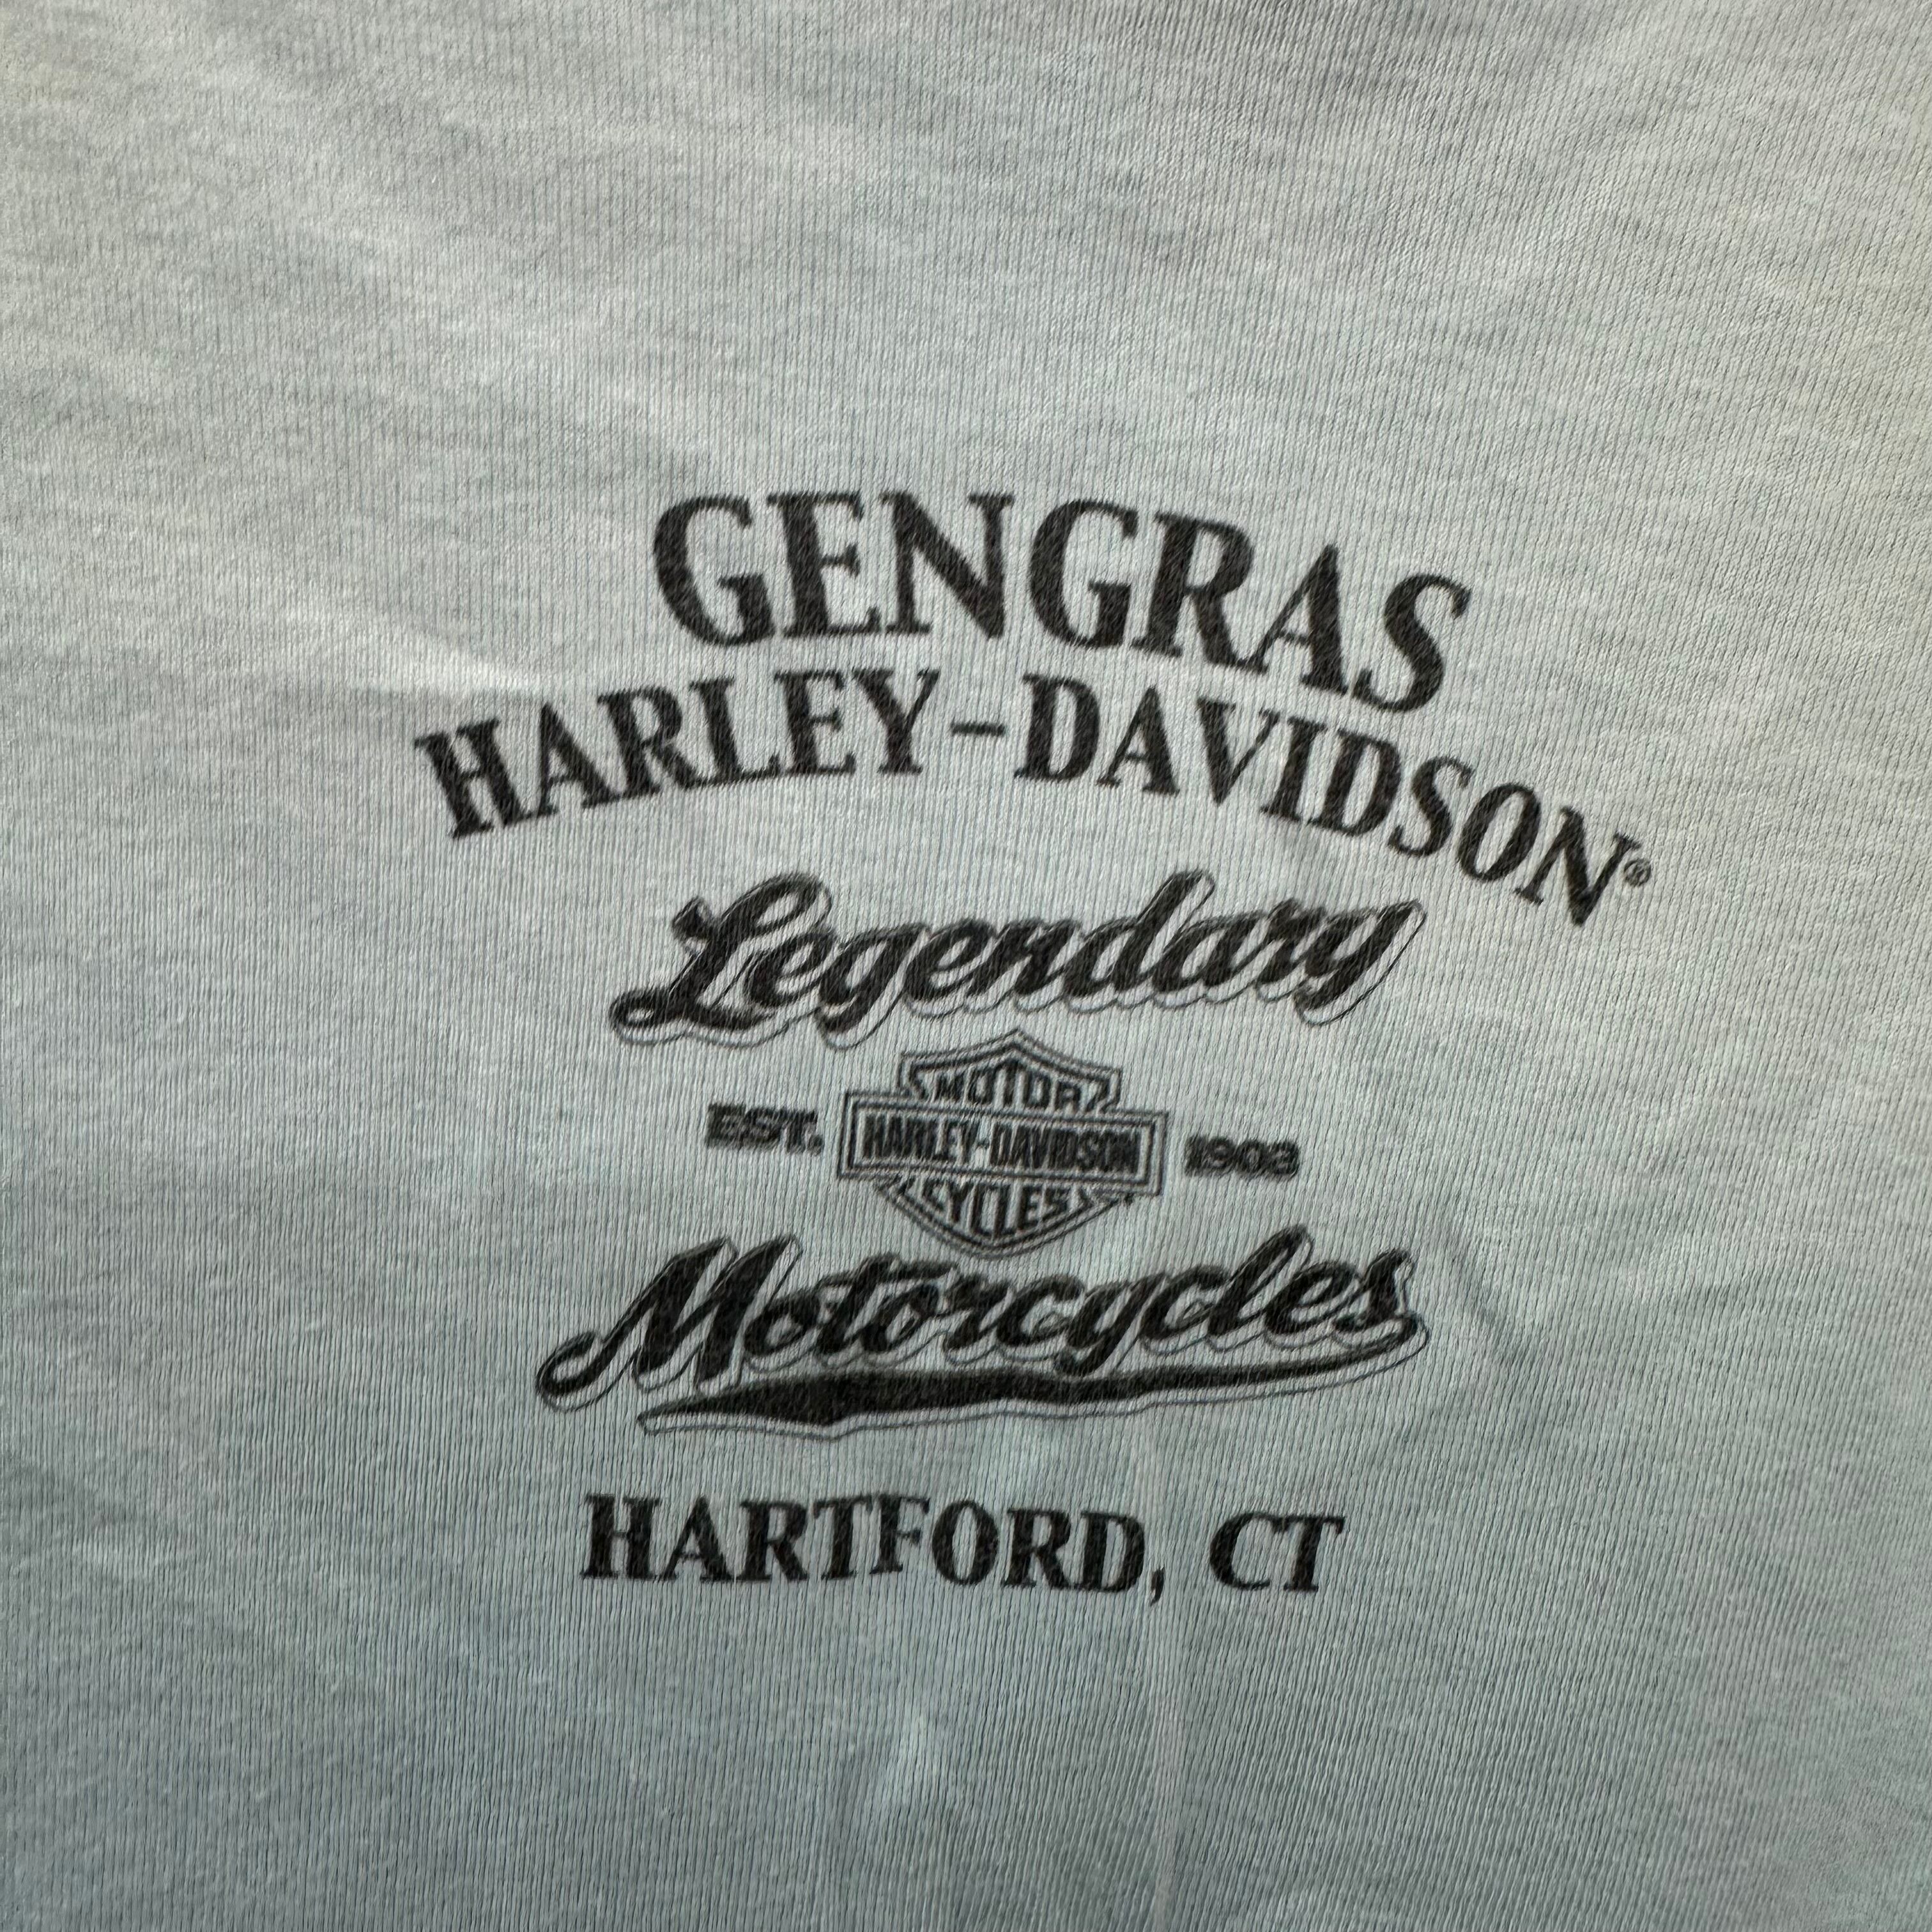 GENGRAS
HARLEY-DAVIDSON®
Legendary
MOTOR
EST. HARLEY-DAVIDSON 1903
CYCLES
Motorcycles
HARTFORD, CT